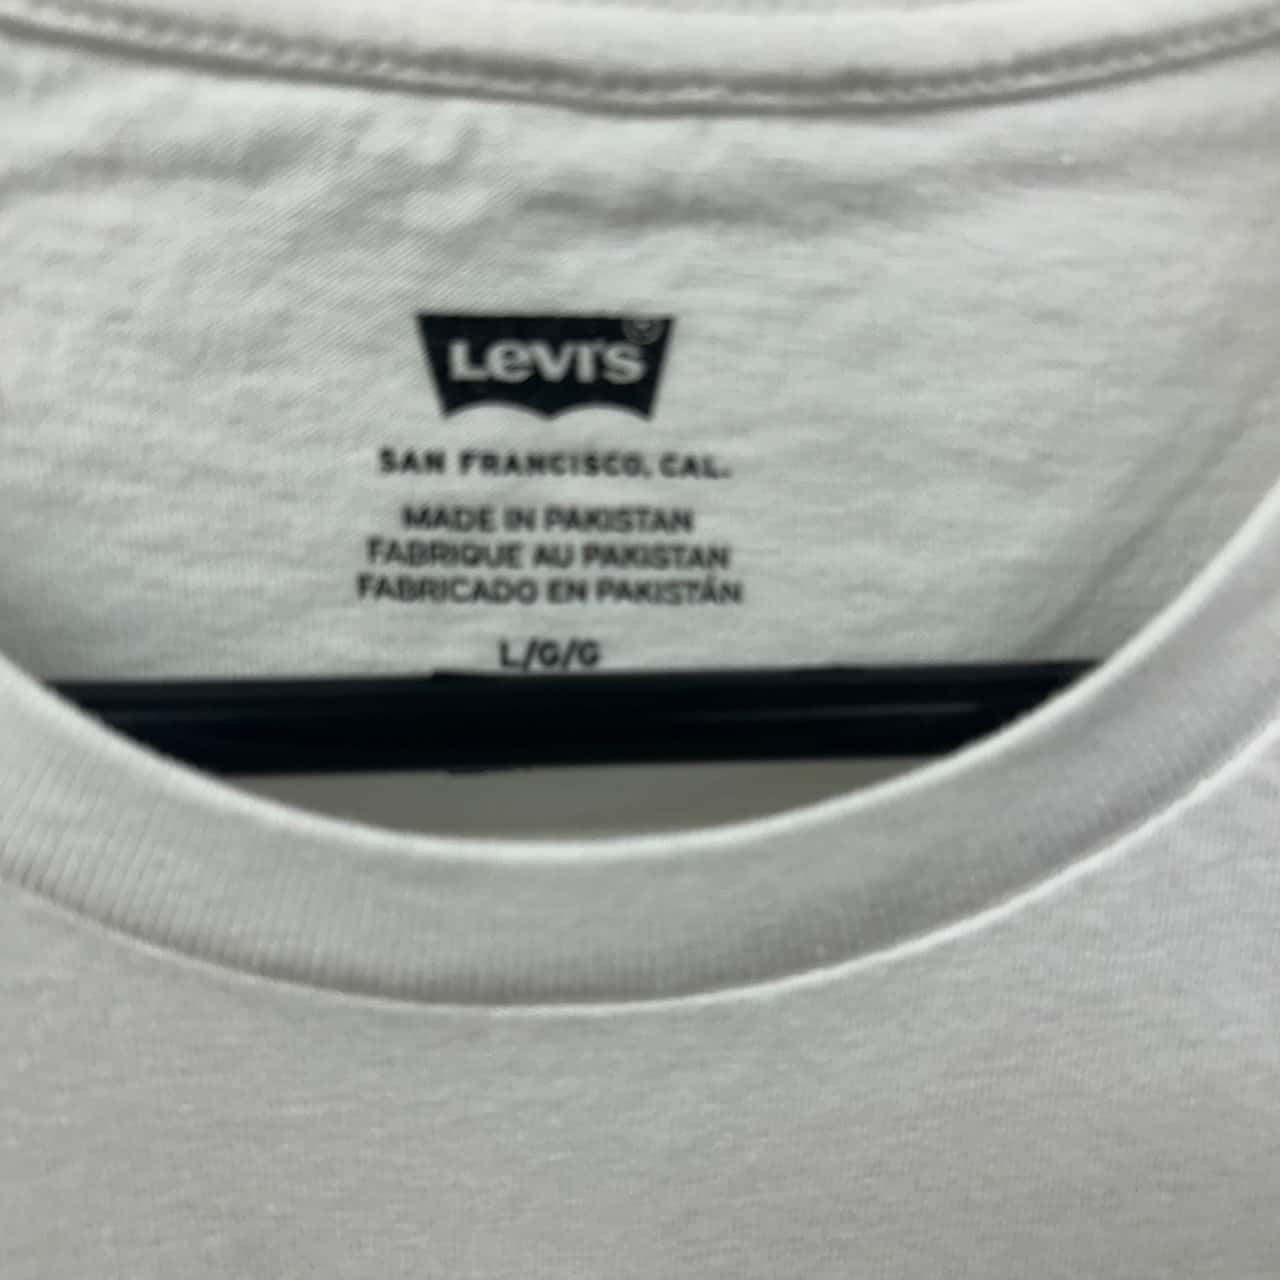 Levi's
SAN FRANCISCO, CAL.
MADE IN PAKISTAN
FABRIQUE AU PAKISTAN
FABRICADO EN PAKISTÁN
L/G/G